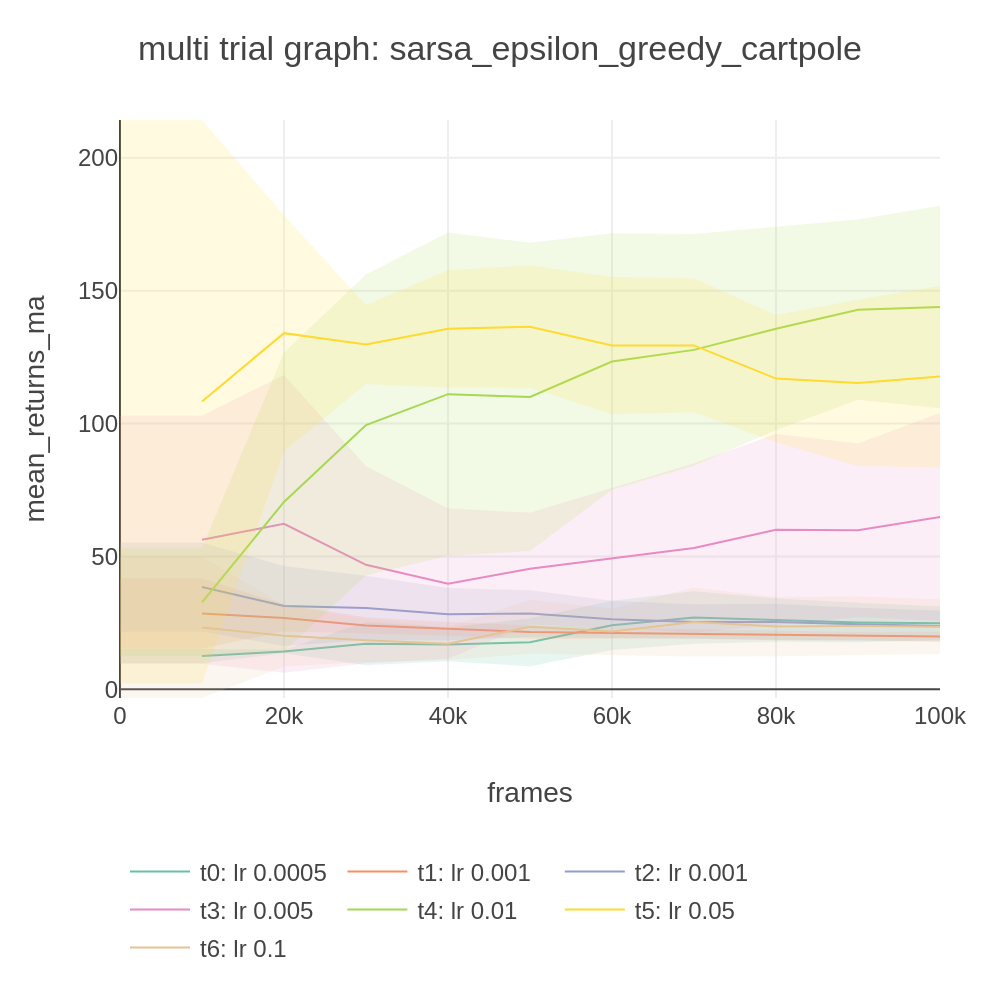 multi trial graph: sarsa_epsilon_greedy_cartpole
mean_returns_ma
200
150
100
50
0
0 20k 40k 60k 80k 100k
frames
t0: lr 0.0005 t1: lr 0.001 t2: lr 0.001
t3: lr 0.005 t4: lr 0.01 t5: lr 0.05
t6: lr 0.1